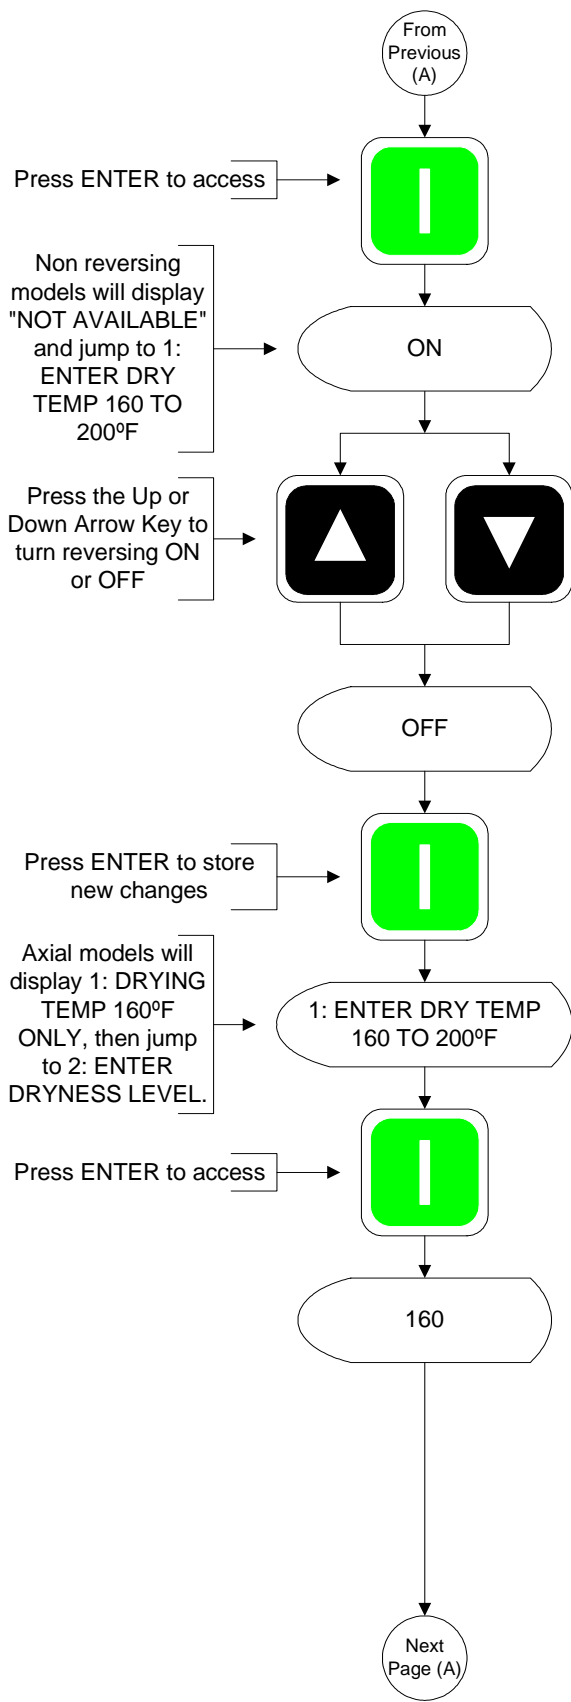 From
Previous
(A)
Press ENTER to access
Non reversing
models will display
"NOT AVAILABLE"
and jump to 1:
ENTER DRY
TEMP 160 TO
200ºF
ON
Press the Up or
Down Arrow Key to
turn reversing ON
or OFF
OFF
Press ENTER to store
new changes
Axial models will
display 1: DRYING
TEMP 160ºF
ONLY, then jump
to 2: ENTER
DRYNESS LEVEL.
1: ENTER DRY TEMP
160 TO 200ºF
Press ENTER to access
160
Next
Page (A)